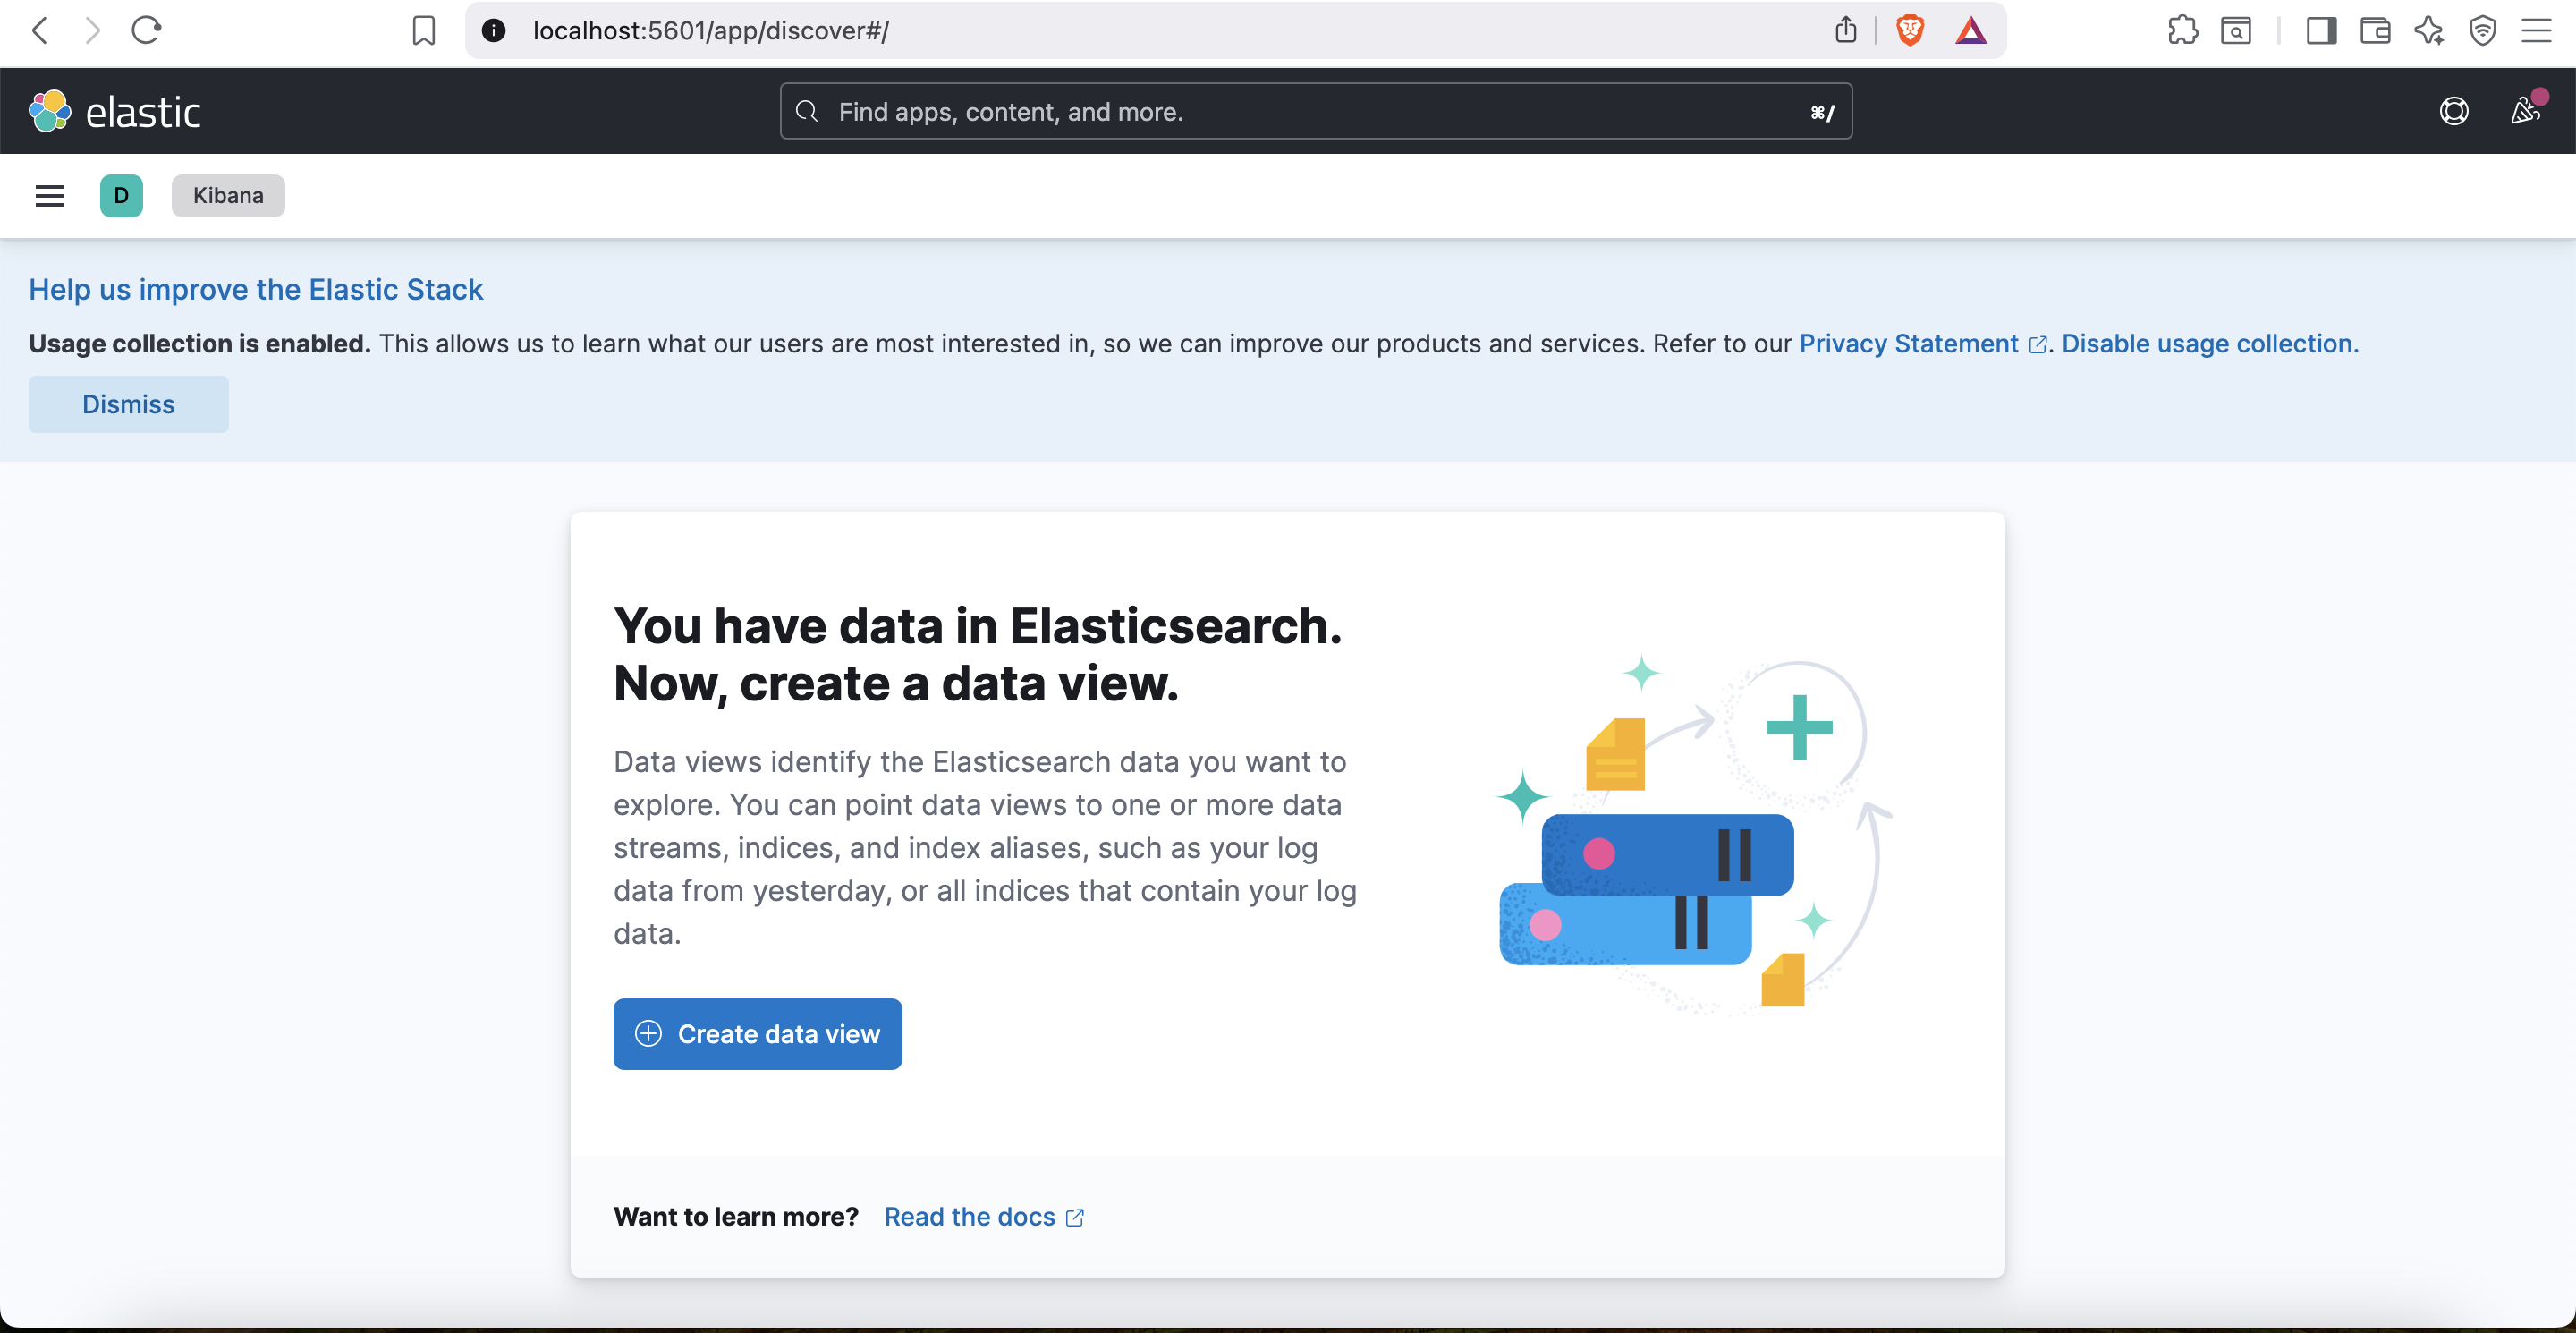 localhost:5601/app/discover#/
elastic
Find apps, content, and more.
⌘/
D
Kibana
Help us improve the Elastic Stack
Usage collection is enabled. This allows us to learn what our users are most interested in, so we can improve our products and services. Refer to our Privacy Statement. Disable usage collection.
Dismiss
You have data in Elasticsearch.
Now, create a data view.
Data views identify the Elasticsearch data you want to
explore. You can point data views to one or more data
streams, indices, and index aliases, such as your log
data from yesterday, or all indices that contain your log
data.
Create data view
Want to learn more? Read the docs